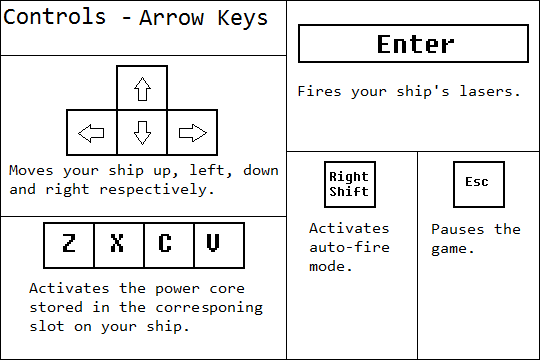 Controls - Arrow Keys
Moves your ship up, left, down
and right respectively.
Z X C V
Activates the power core
stored in the corresponing
slot on your ship.
Enter
Fires your ship's lasers.
Right
Shift
Activates
auto-fire
mode.
Esc
Pauses the
game.